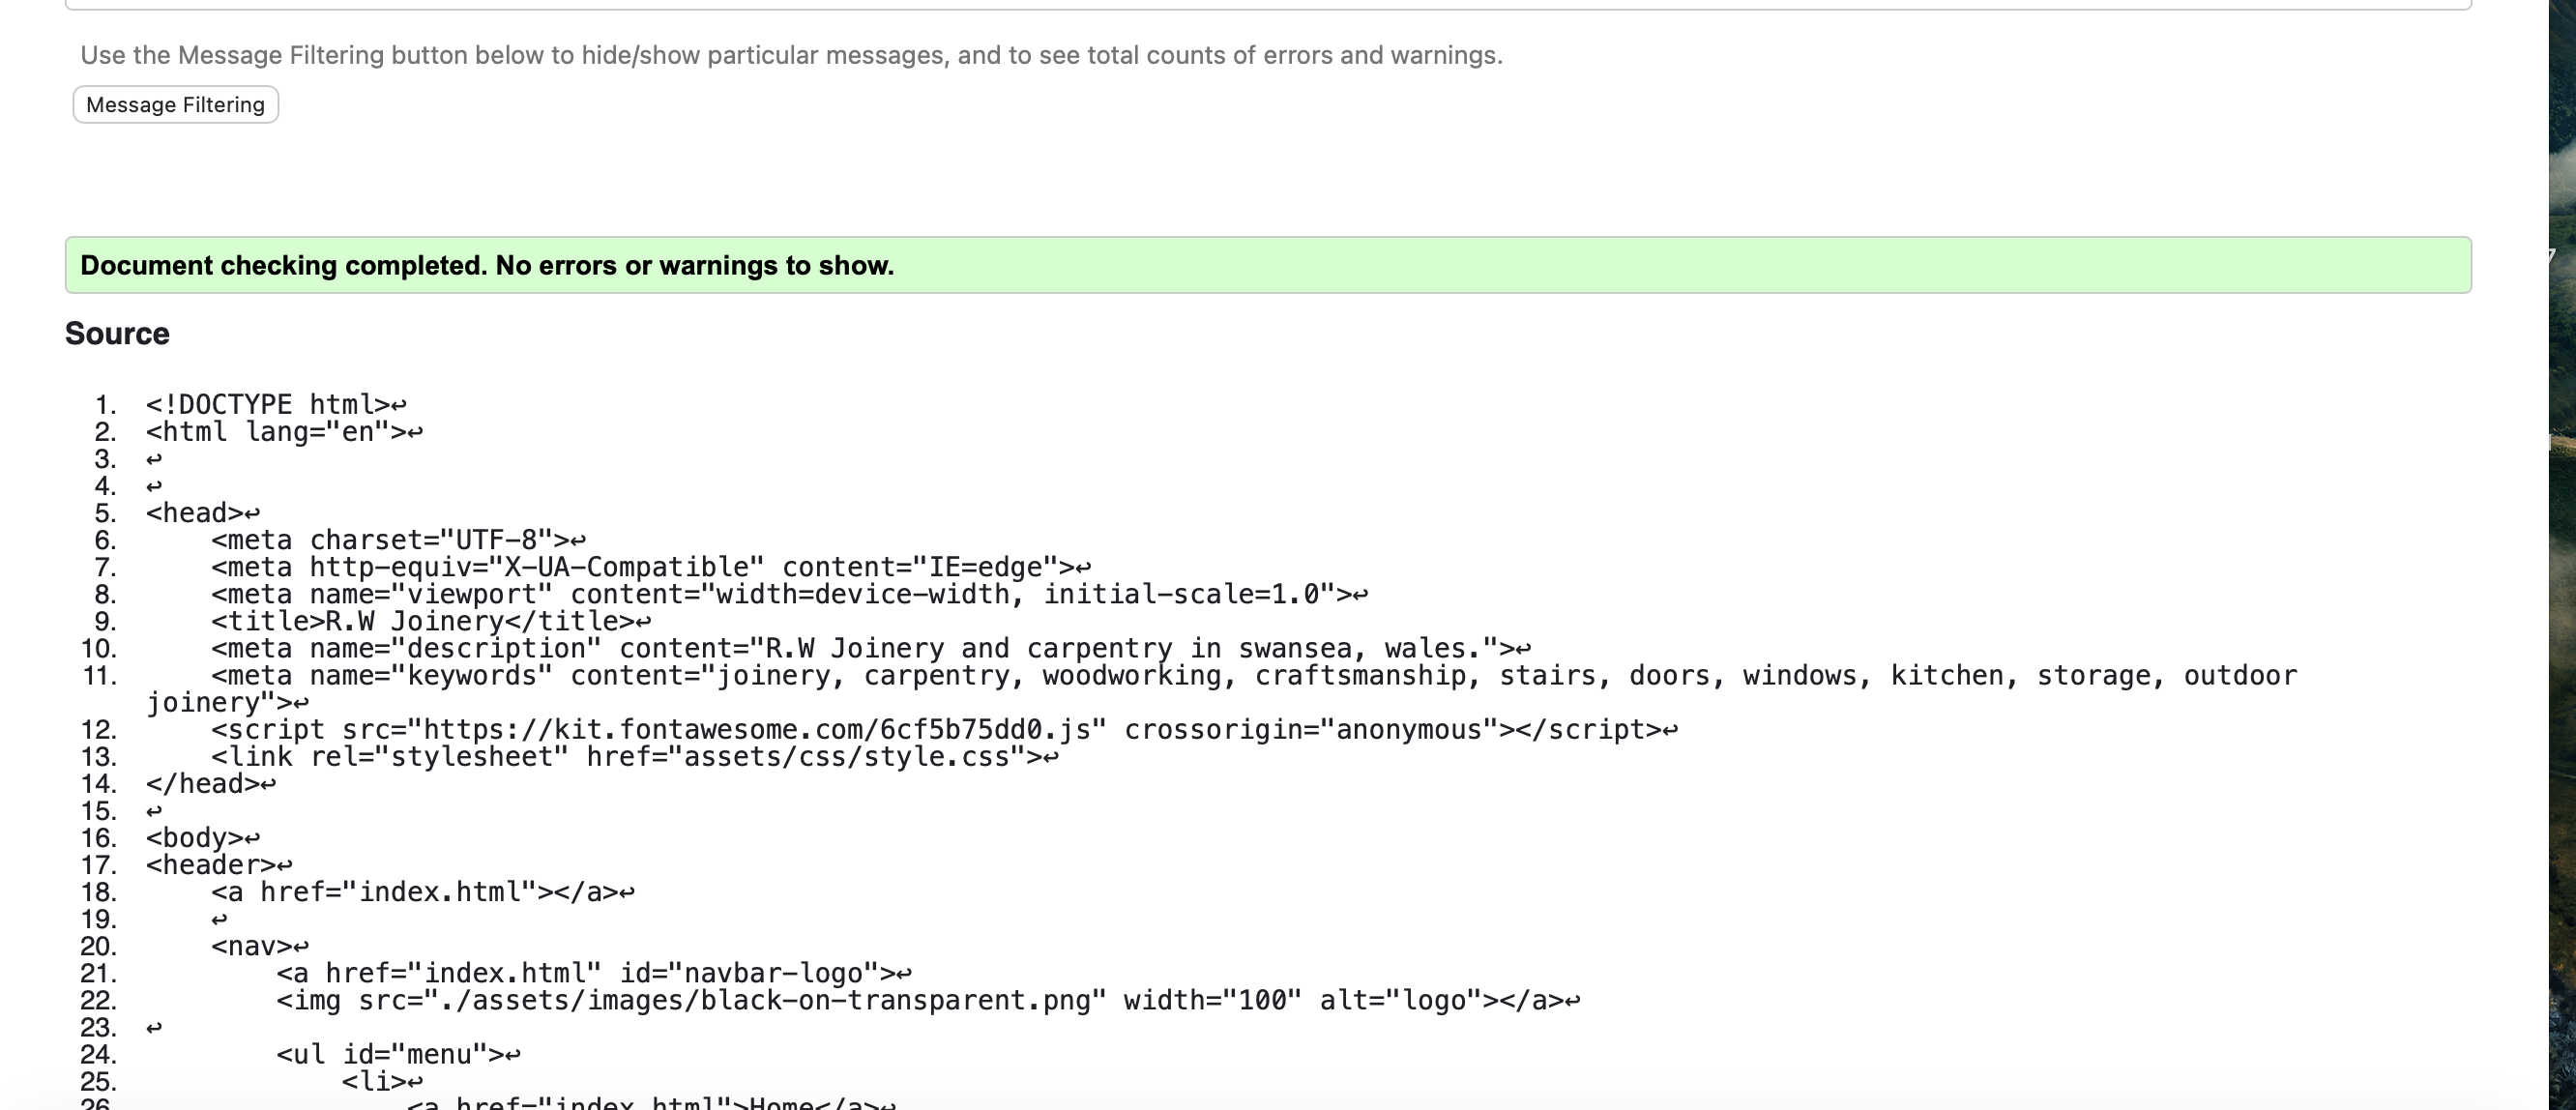 Use the Message Filtering button below to hide/show particular messages, and to see total counts of errors and warnings.
Message Filtering
Document checking completed. No errors or warnings to show.
Source
1. <!DOCTYPE html>↩
2. <html lang="en">↩
3. ↩
4. ↩
5. <head>↩
6.     <meta charset="UTF-8">↩
7.     <meta http-equiv="X-UA-Compatible" content="IE=edge">↩
8.     <meta name="viewport" content="width=device-width, initial-scale=1.0">↩
9.     <title>R.W Joinery</title>↩
10.     <meta name="description" content="R.W Joinery and carpentry in swansea, wales.">↩
11.     <meta name="keywords" content="joinery, carpentry, woodworking, craftsmanship, stairs, doors, windows, kitchen, storage, outdoor
joinery">↩
12.     <script src="https://kit.fontawesome.com/6cf5b75dd0.js" crossorigin="anonymous"></script>↩
13.     <link rel="stylesheet" href="assets/css/style.css">↩
14. </head>↩
15. ↩
16. <body>↩
17. <header>↩
18.     <a href="index.html"></a>↩
19.     ↩
20.     <nav>↩
21.         <a href="index.html" id="navbar-logo">↩
22.         <img src="./assets/images/black-on-transparent.png" width="100" alt="logo"></a>↩
23. ↩
24.         <ul id="menu">↩
25.             <li>↩
26.                 <a href="index.html">Home</a>↩